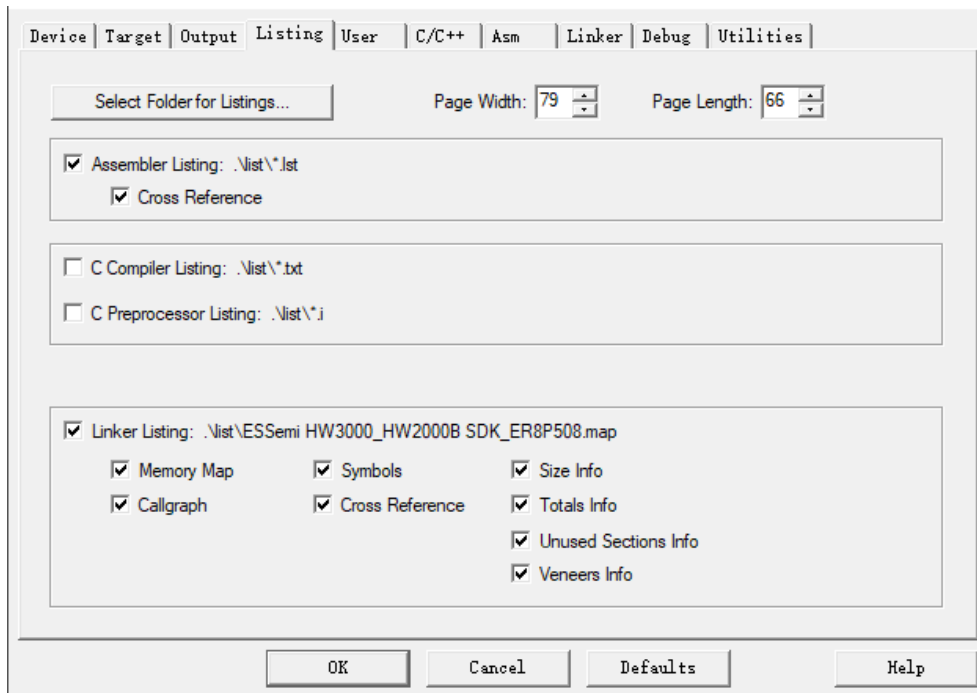 Device Target Output Listing User C/C++ Asm Linker Debug Utilities
Select Folder for Listings... Page Width: 79 Page Length: 66
Assembler Listing: .\list\*.lst
Cross Reference
C Compiler Listing: .\list\*.txt
C Preprocessor Listing: .\list\*.i
Linker Listing: .\list\ESSemi HW3000_HW2000B SDK_ER8P508.map
Memory Map Symbols Size Info
Callgraph Cross Reference Totals Info
Unused Sections Info
Veneers Info
OK Cancel Defaults Help